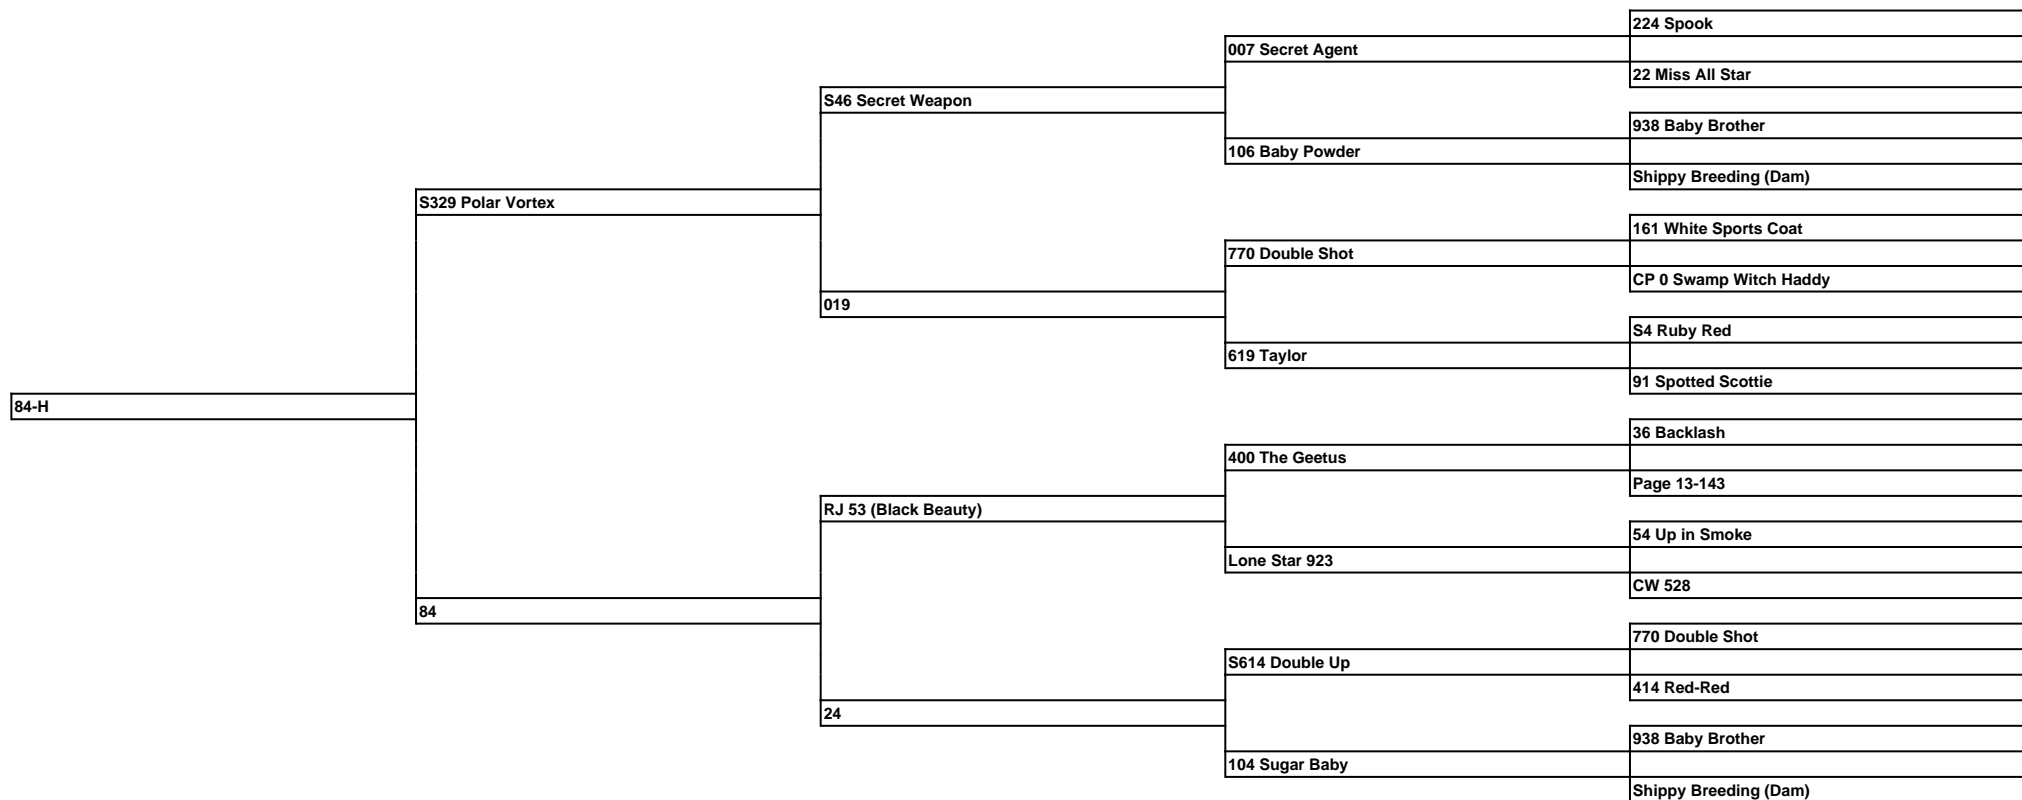 224 Spook
007 Secret Agent
22 Miss All Star
S46 Secret Weapon
938 Baby Brother
106 Baby Powder
Shippy Breeding (Dam)
S329 Polar Vortex
161 White Sports Coat
770 Double Shot
CP 0 Swamp Witch Haddy
019
S4 Ruby Red
619 Taylor
91 Spotted Scottie
84-H
36 Backlash
400 The Geetus
Page 13-143
RJ 53 (Black Beauty)
54 Up in Smoke
Lone Star 923
CW 528
84
770 Double Shot
S614 Double Up
414 Red-Red
24
938 Baby Brother
104 Sugar Baby
Shippy Breeding (Dam)